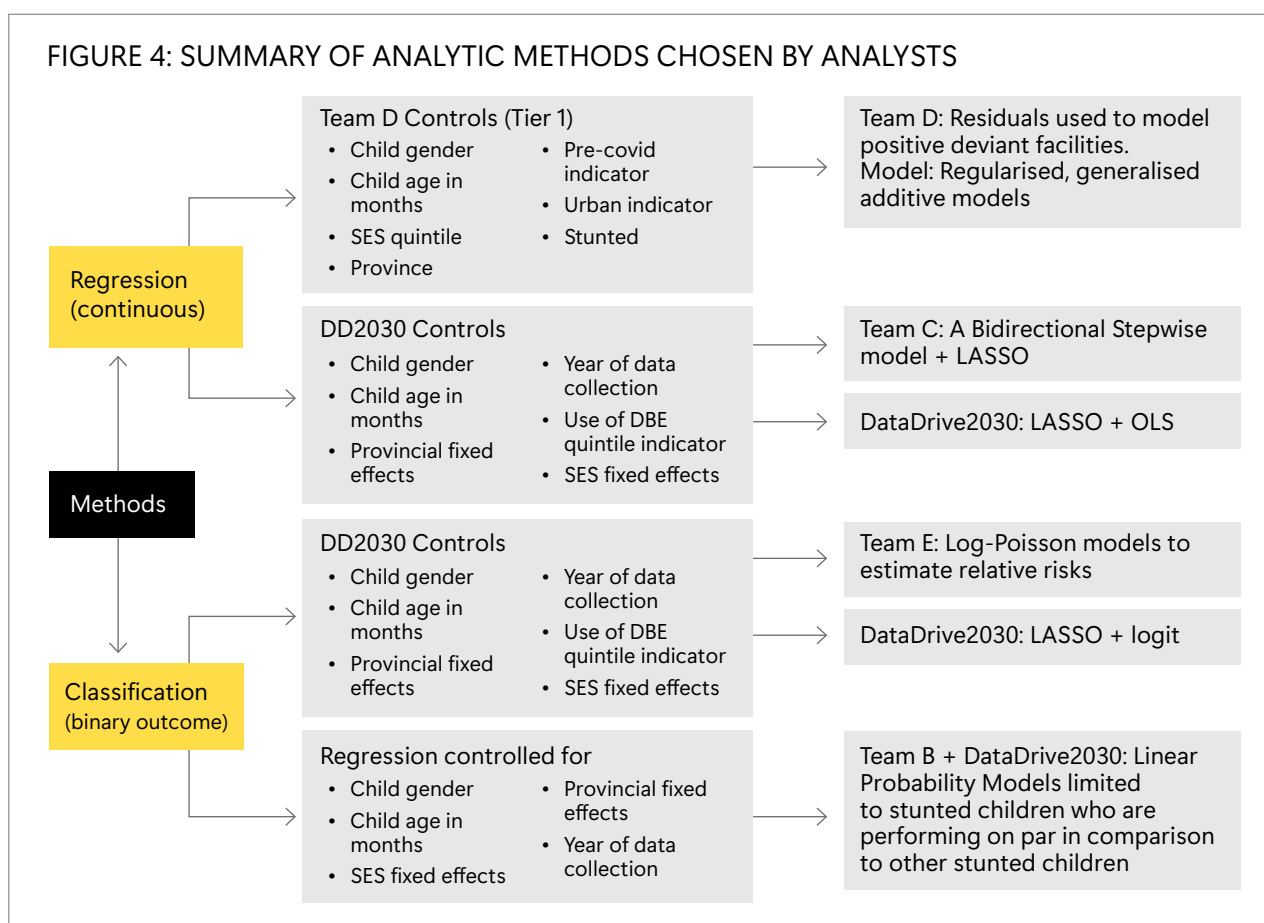 FIGURE 4: SUMMARY OF ANALYTIC METHODS CHOSEN BY ANALYSTS
Methods
Regression
(continuous)
Team D Controls (Tier 1)
• Child gender
• Child age in
months
• SES quintile
• Province
• Pre-covid
indicator
• Urban indicator
• Stunted
Team D: Residuals used to model
positive deviant facilities.
Model: Regularised, generalised
additive models
DD2030 Controls
• Child gender
• Child age in
months
• Provincial fixed
effects
• Year of data
collection
• Use of DBE
quintile indicator
• SES fixed effects
Team C: A Bidirectional Stepwise
model + LASSO
DataDrive2030: LASSO + OLS
Classification
(binary outcome)
DD2030 Controls
• Child gender
• Child age in
months
• Provincial fixed
effects
• Year of data
collection
• Use of DBE
quintile indicator
• SES fixed effects
Team E: Log-Poisson models to
estimate relative risks
DataDrive2030: LASSO + logit
Regression controlled for
• Child gender
• Child age in
months
• SES fixed effects
• Provincial fixed
effects
• Year of data
collection
Team B + DataDrive2030: Linear
Probability Models limited
to stunted children who are
performing on par in comparison
to other stunted children